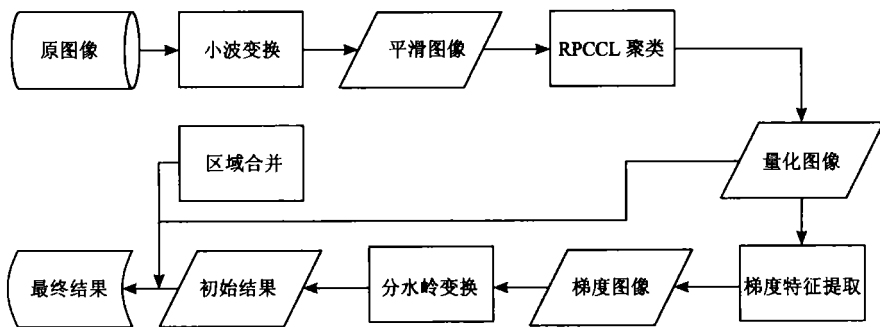 原图像
小波变换
平滑图像
RPCCL 聚类
区域合并
量化图像
最终结果
初始结果
分水岭变换
梯度图像
梯度特征提取